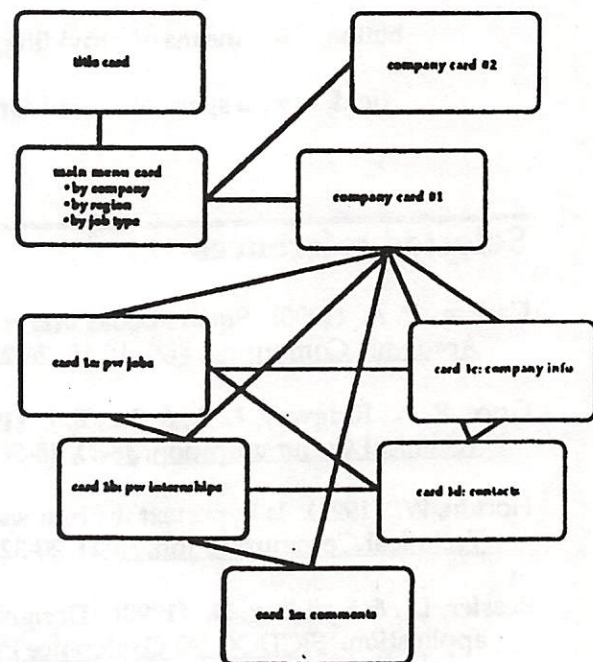 title card
company card #2
main menu card
• by company
• by region
• by job type
company card #1
card 1a: pw jobs
card 1c: company info
card 1b: pw internships
card 1d: contacts
card 1e: comments